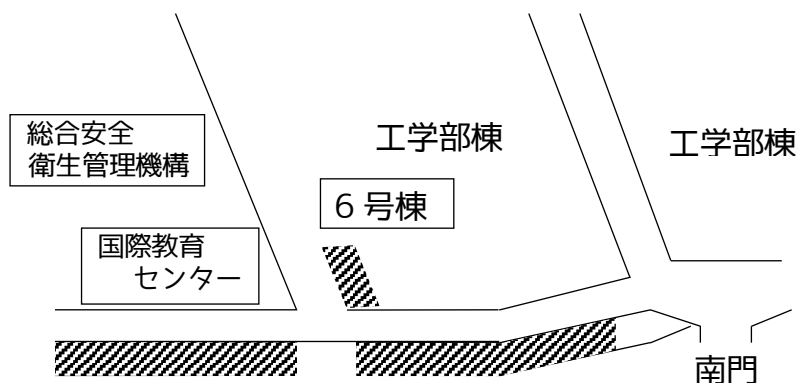 総合安全
衛生管理機構
工学部棟
工学部棟
6号棟
国際教育
センター
南門